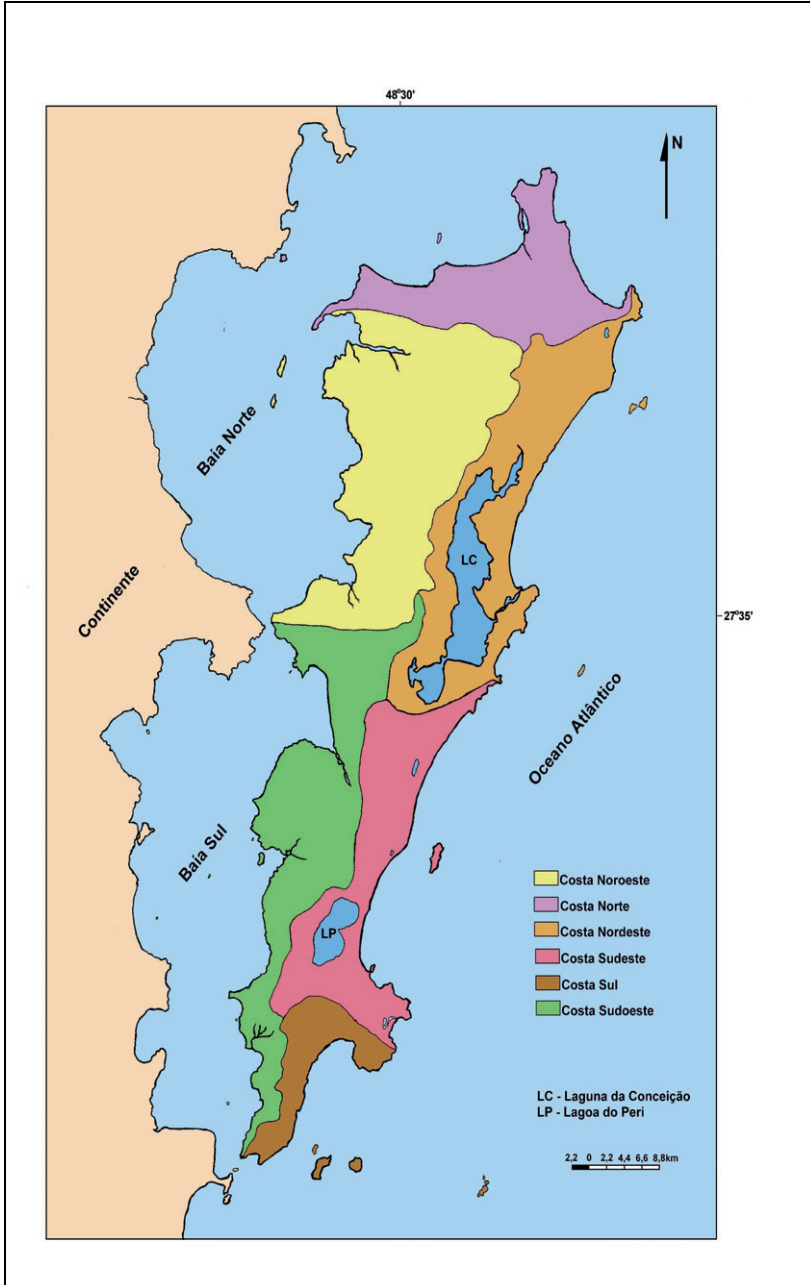 48°30'
N
Baía Norte
LC
Continente
27°35'
Oceano Atlântico
Baía Sul
LP
Costa Noroeste
Costa Norte
Costa Nordeste
Costa Sudeste
Costa Sul
Costa Sudoeste
LC - Laguna da Conceição
LP - Lagoa do Peri
2,2 0 2,2 4,4 6,6 8,8km